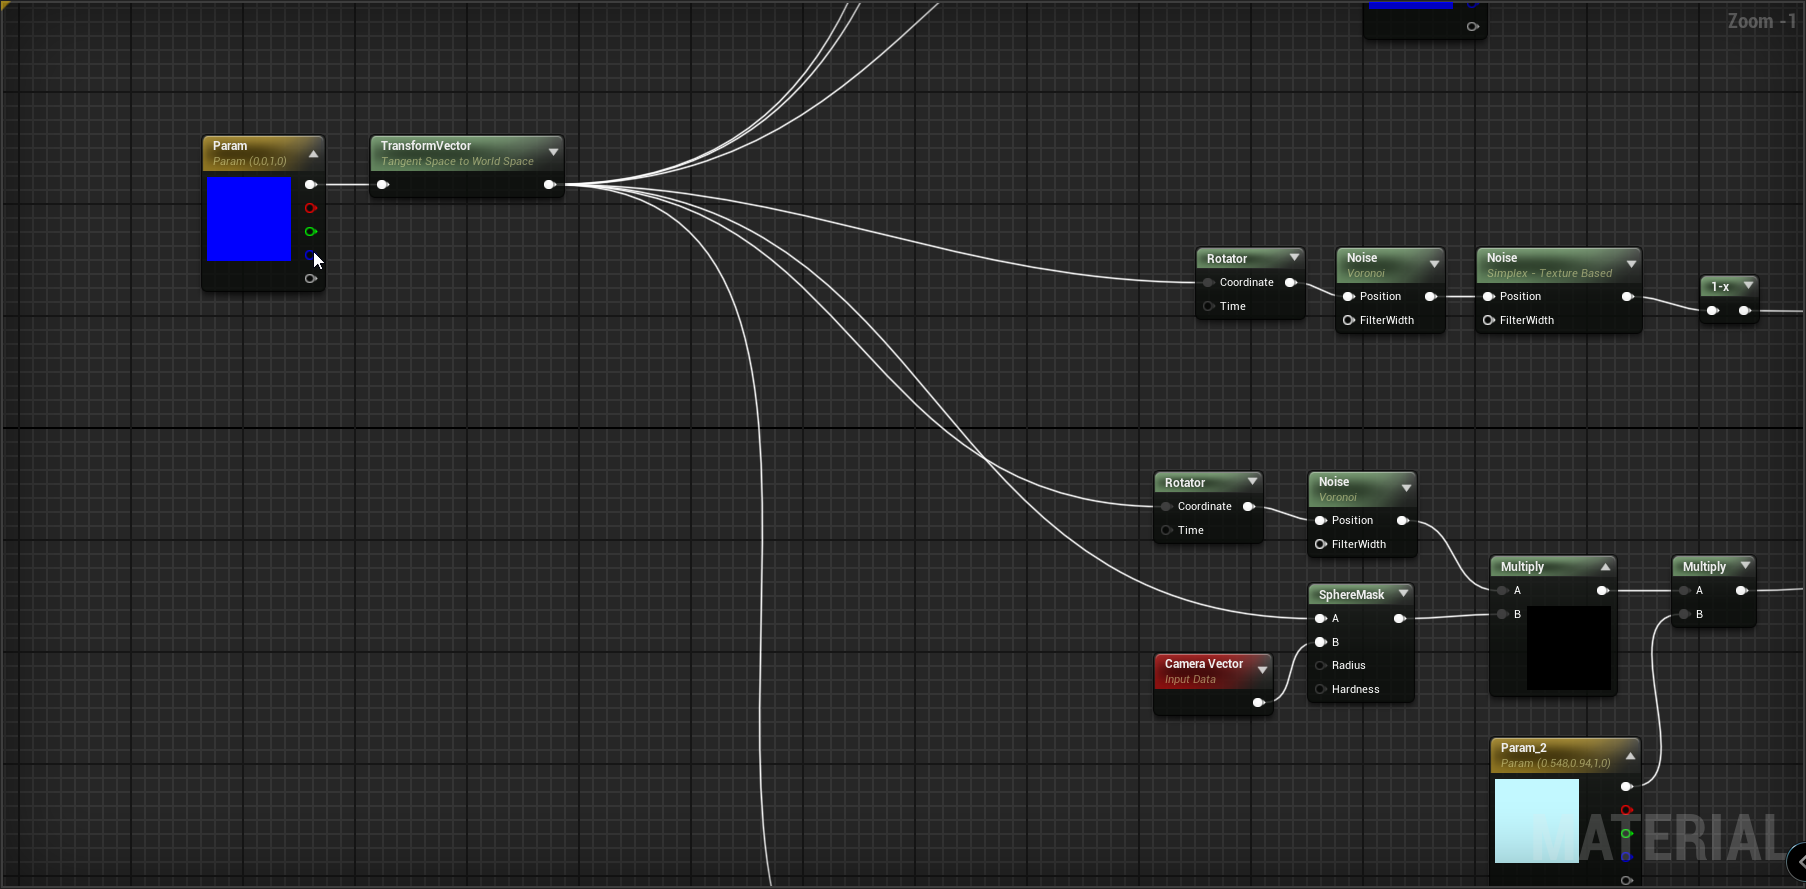 Zoom -1
Param
Param (0,0,1,0)
TransformVector
Tangent Space to World Space
Rotator
Coordinate
Time
Noise
Voronoi
Position
FilterWidth
Noise
Simplex - Texture Based
Position
FilterWidth
1-x
Rotator
Coordinate
Time
Noise
Voronoi
Position
FilterWidth
Multiply
A
B
Multiply
A
B
SphereMask
A
B
Radius
Hardness
Camera Vector
Input Data
Param_2
Param (0.548,0.94,1,0)
MATERIAL